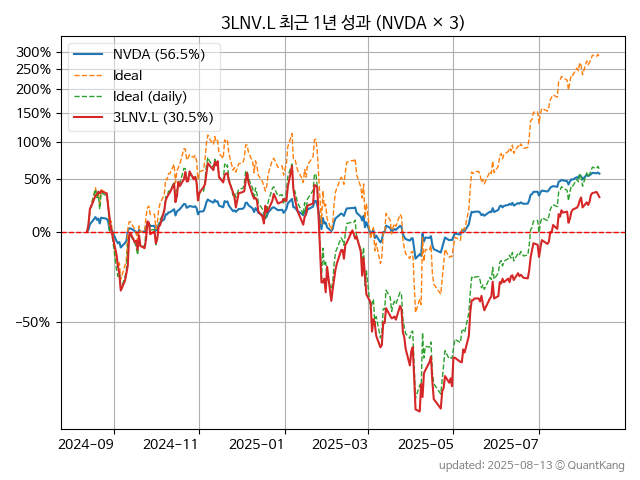 3LNV.L 최근 1년 성과 (NVDA × 3)
NVDA (56.5%)
Ideal
Ideal (daily)
3LNV.L (30.5%)
300%
250%
200%
150%
100%
50%
0%
−50%
2024-09 2024-11 2025-01 2025-03 2025-05 2025-07
updated: 2025-08-13 © QuantKang